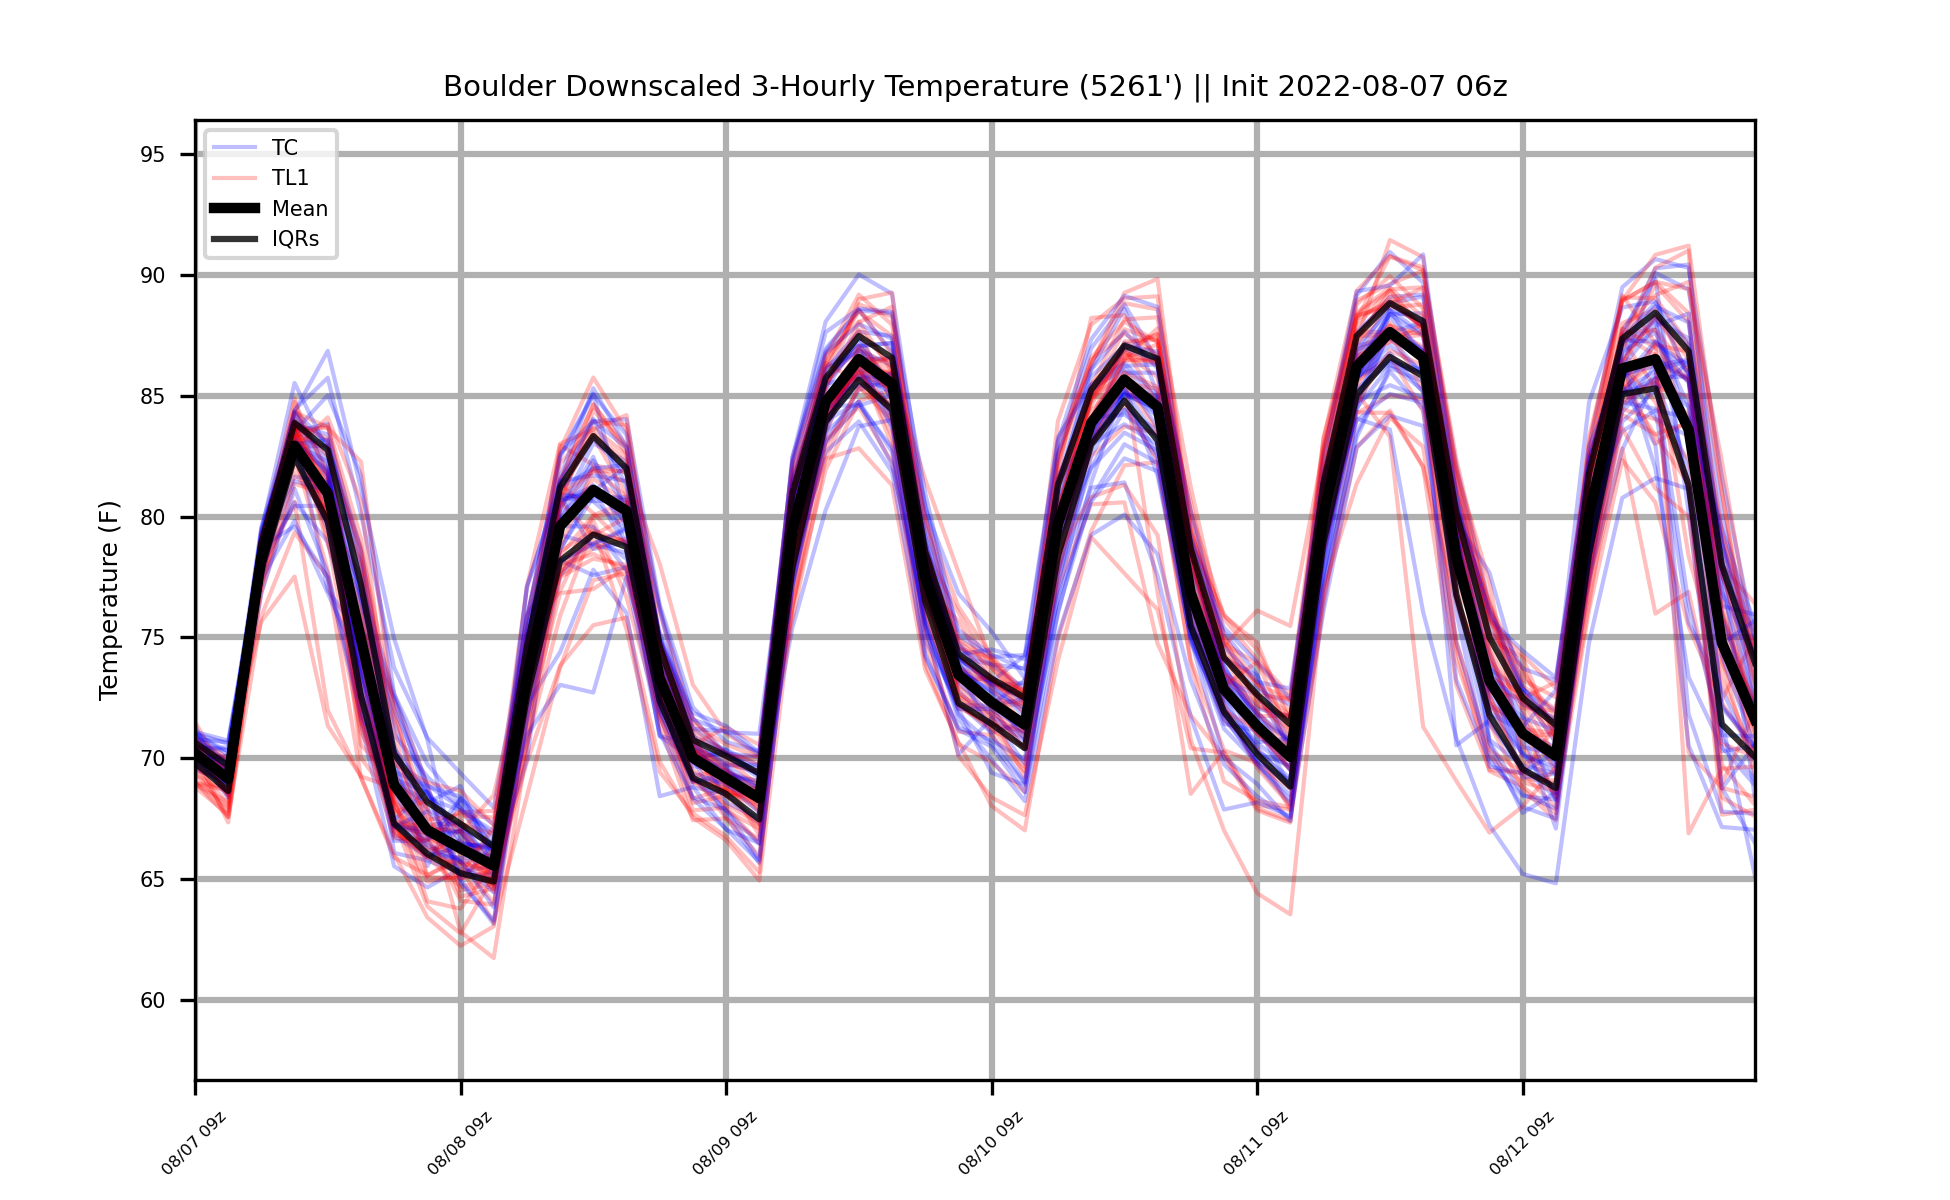 Boulder Downscaled 3-Hourly Temperature (5261') || Init 2022-08-07 06z
TC
TL1
Mean
IQRs
Temperature (F)
95
90
85
80
75
70
65
60
08/07 09z
08/08 09z
08/09 09z
08/10 09z
08/11 09z
08/12 09z